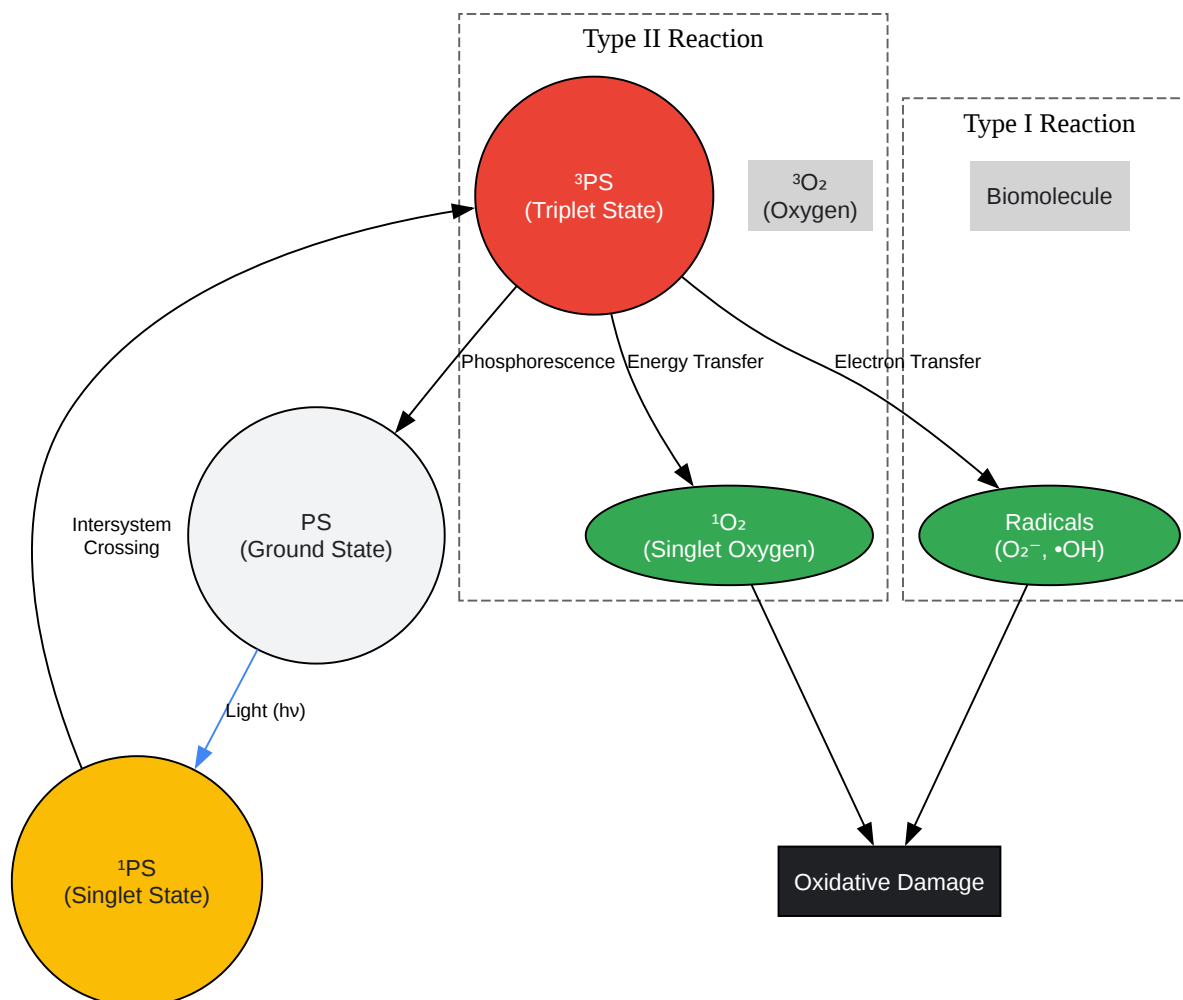 Type II Reaction
Type I Reaction
³PS
(Triplet State)
³O₂
(Oxygen)
Biomolecule
Phosphorescence
Energy Transfer
Electron Transfer
Intersystem
Crossing
PS
(Ground State)
¹O₂
(Singlet Oxygen)
Radicals
(O₂⁻, •OH)
Light (hν)
¹PS
(Singlet State)
Oxidative Damage